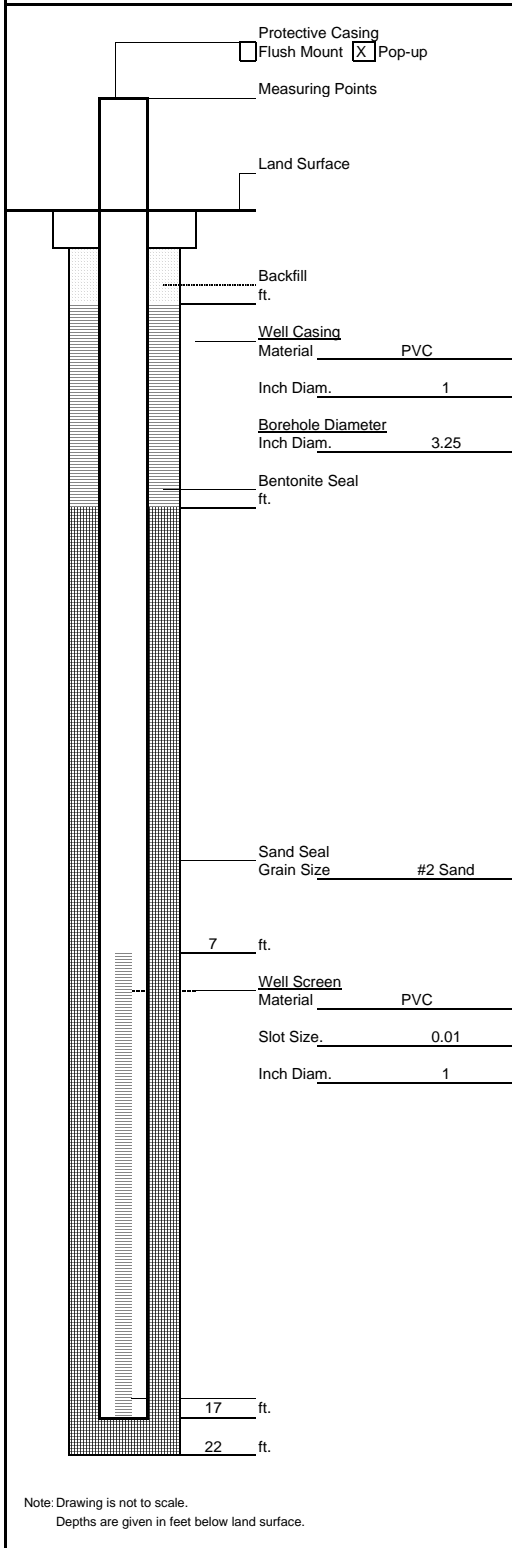 Protective Casing
Flush Mount X Pop-up
Measuring Points
Land Surface
Backfill
ft.
Well Casing
Material PVC
Inch Diam. 1
Borehole Diameter
Inch Diam. 3.25
Bentonite Seal
ft.
Sand Seal
Grain Size #2 Sand
7 ft.
Well Screen
Material PVC
Slot Size. 0.01
Inch Diam. 1
17 ft.
22 ft.
Note: Drawing is not to scale.
Depths are given in feet below land surface.